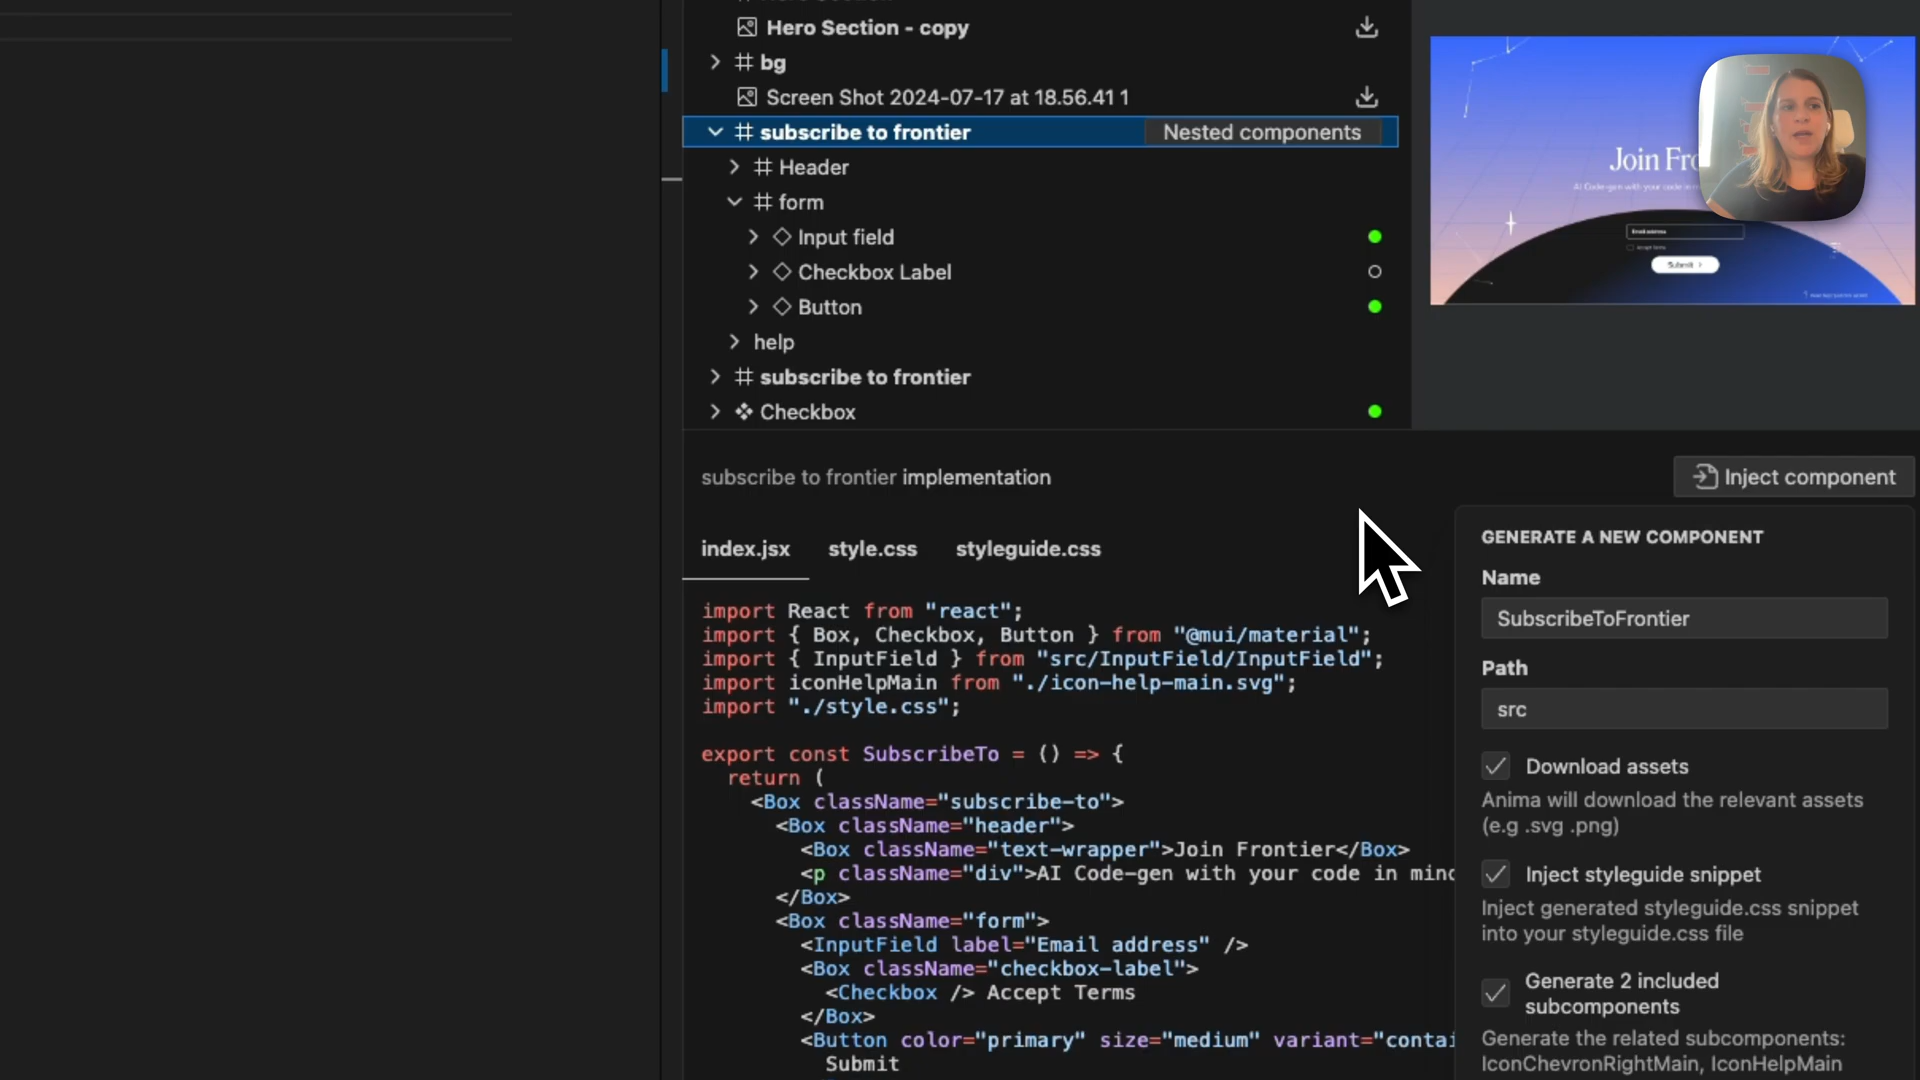 Hero Section - copy
bg
Screen Shot 2024-07-17 at 18.56.41 1
subscribe to frontier
Nested components
Header
form
Input field
Checkbox Label
Button
help
subscribe to frontier
Checkbox
Join Fro
Submit
subscribe to frontier implementation
Inject component
index.jsx style.css styleguide.css
import React from "react";
import { Box, Checkbox, Button } from "@mui/material";
import { InputField } from "src/InputField/InputField";
import iconHelpMain from "./icon-help-main.svg";
import "./style.css";
export const SubscribeTo = () => {
return (
<Box className="subscribe-to">
<Box className="header">
<Box className="text-wrapper">Join Frontier</Box>
<p className="div">AI Code-gen with your code in minc
</Box>
<Box className="form">
<InputField label="Email address" />
<Box className="checkbox-label">
<Checkbox /> Accept Terms
</Box>
<Button color="primary" size="medium" variant="contai
Submit
GENERATE A NEW COMPONENT
Name
SubscribeToFrontier
Path
src
Download assets
Anima will download the relevant assets
(e.g .svg .png)
Inject styleguide snippet
Inject generated styleguide.css snippet
into your styleguide.css file
Generate 2 included
subcomponents
Generate the related subcomponents:
IconChevronRightMain, IconHelpMain